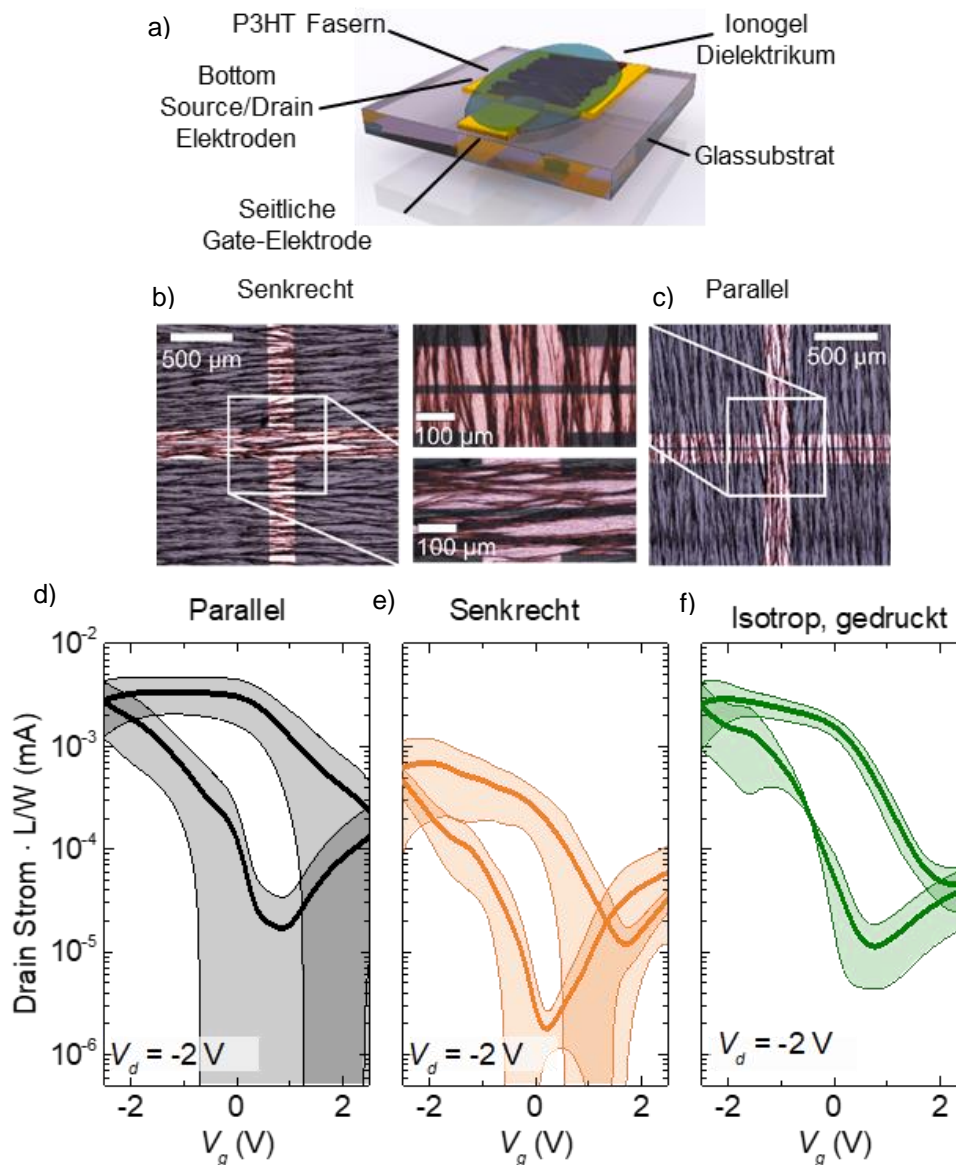 a)
P3HT Fasern
Ionogel
Dielektrikum
Bottom
Source/Drain
Elektroden
Glassubstrat
Seitliche
Gate-Elektrode
b)
Senkrecht
c)
Parallel
500 µm
100 µm
500 µm
100 µm
d)
Parallel
e)
Senkrecht
f)
Isotrop, gedruckt
Drain Strom · L/W (mA)
10⁻²
10⁻³
10⁻⁴
10⁻⁵
10⁻⁶
V_d = -2 V
V_d = -2 V
V_d = -2 V
-2 0 2
-2 0 2
-2 0 2
V_g (V)
V_g (V)
V_g (V)